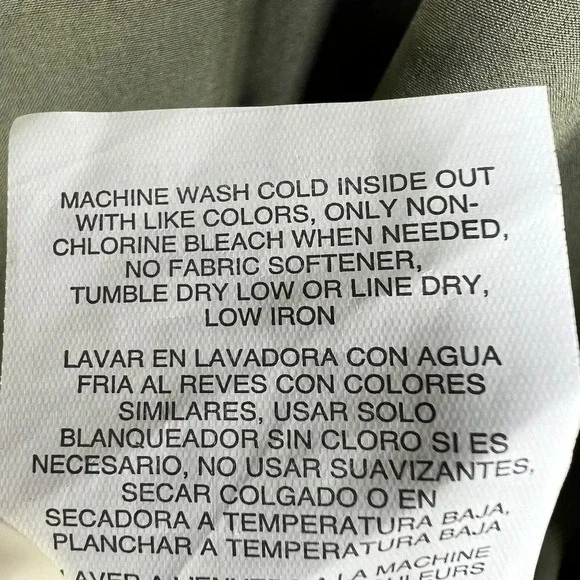 MACHINE WASH COLD INSIDE OUT
WITH LIKE COLORS, ONLY NON-
CHLORINE BLEACH WHEN NEEDED,
NO FABRIC SOFTENER,
TUMBLE DRY LOW OR LINE DRY,
LOW IRON
LAVAR EN LAVADORA CON AGUA
FRIA AL REVES CON COLORES
SIMILARES, USAR SOLO
BLANQUEADOR SIN CLORO SI ES
NECESARIO, NO USAR SUAVIZANTES,
SECAR COLGADO O EN
SECADORA A TEMPERATURA BAJA,
PLANCHAR A TEMPERATURA BAJA
A LA MACHINE